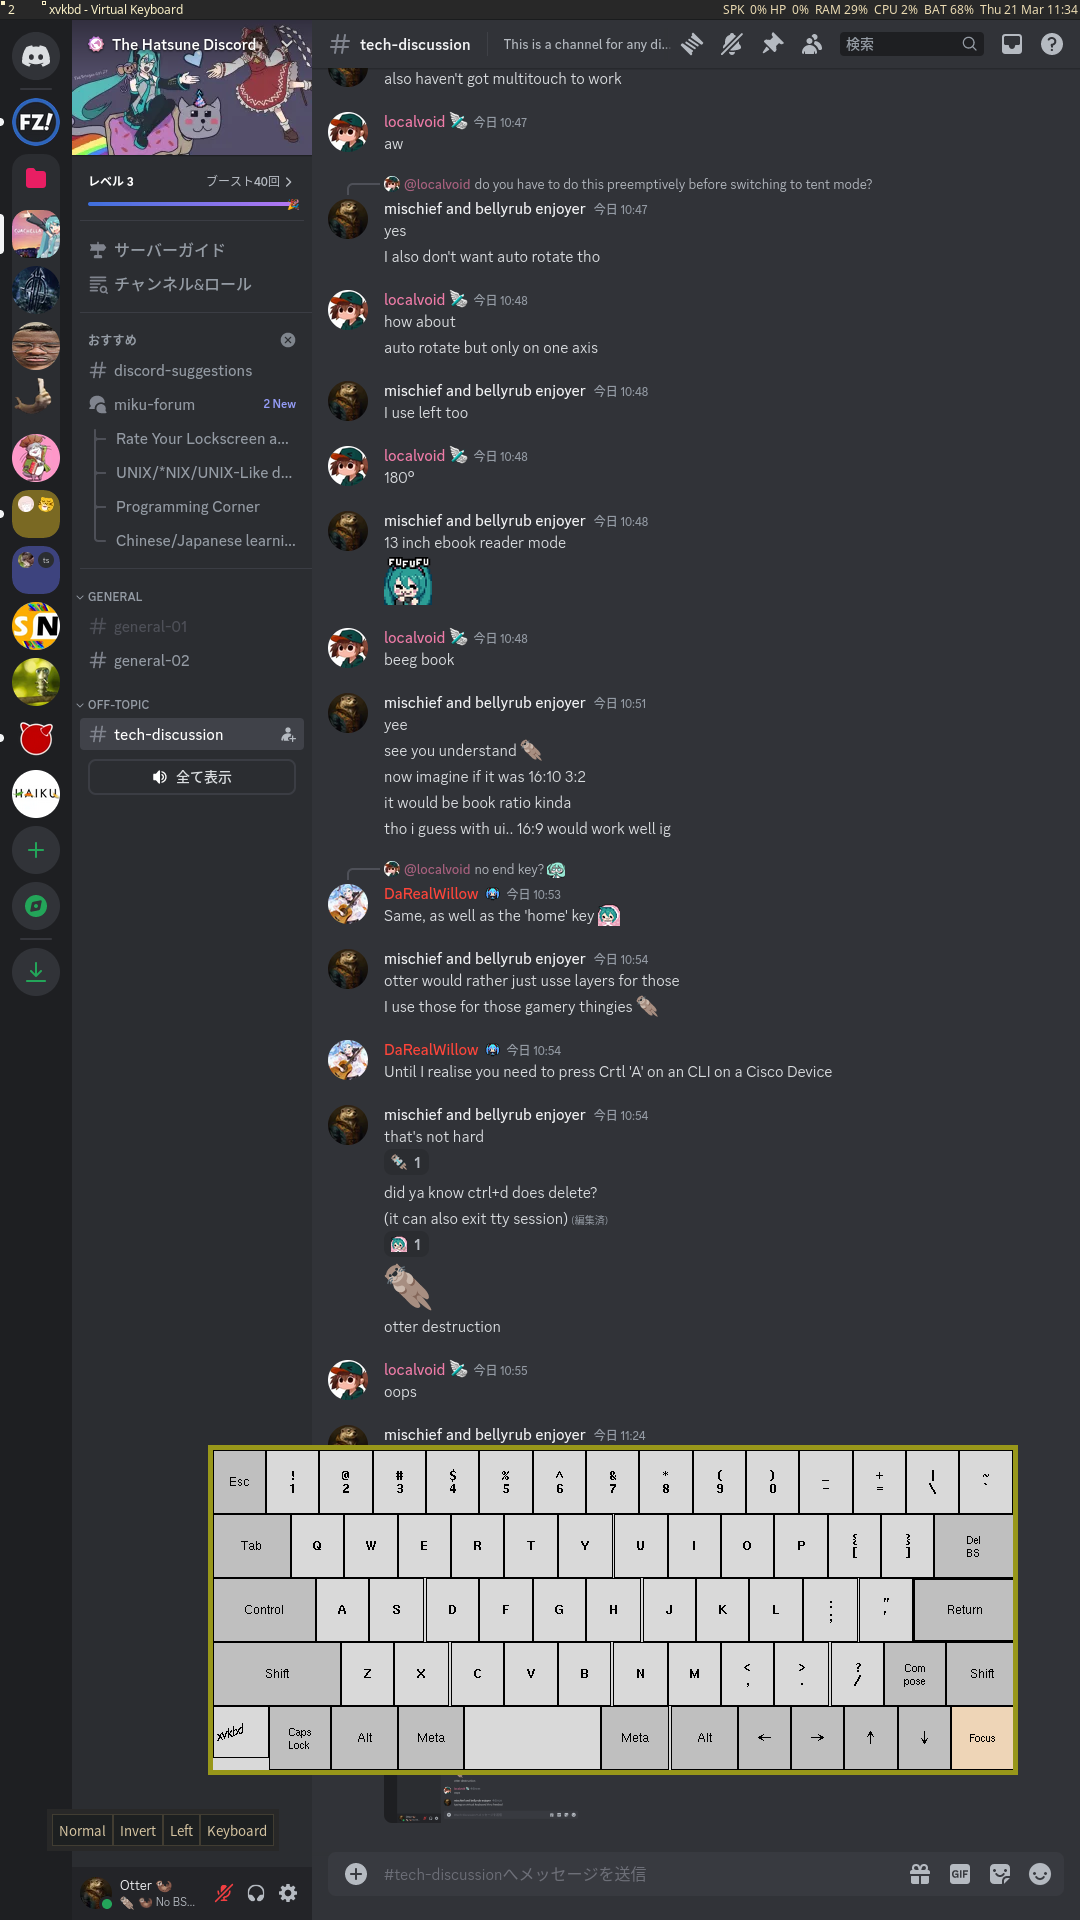 2
xvkbd - Virtual Keyboard
SPK 0% HP 0% RAM 29% CPU 2% BAT 68% Thu 21 Mar 11:34
The Hatsune Discord
tech-discussion
This is a channel for any di...
検索
FZ!
レベル 3
ブースト40回
サーバーガイド
チャンネル&ロール
おすすめ
discord-suggestions
miku-forum
2 New
Rate Your Lockscreen a...
UNIX/*NIX/UNIX-Like d...
Programming Corner
Chinese/Japanese learni...
GENERAL
general-01
general-02
OFF-TOPIC
tech-discussion
全て表示
ts
SN
HAIKU
also haven't got multitouch to work
localvoid 今日 10:47
aw
@localvoid do you have to do this preemptively before switching to tent mode?
mischief and bellyrub enjoyer 今日 10:47
yes
I also don't want auto rotate tho
localvoid 今日 10:48
how about
auto rotate but only on one axis
mischief and bellyrub enjoyer 今日 10:48
I use left too
localvoid 今日 10:48
180º
mischief and bellyrub enjoyer 今日 10:48
13 inch ebook reader mode
FUFUFU
localvoid 今日 10:48
beeg book
mischief and bellyrub enjoyer 今日 10:51
yee
see you understand
now imagine if it was 16:10 3:2
it would be book ratio kinda
tho i guess with ui.. 16:9 would work well ig
@localvoid no end key?
DaRealWillow 今日 10:53
Same, as well as the 'home' key
mischief and bellyrub enjoyer 今日 10:54
otter would rather just usse layers for those
I use those for those gamery thingies
DaRealWillow 今日 10:54
Until I realise you need to press Crtl 'A' on an CLI on a Cisco Device
mischief and bellyrub enjoyer 今日 10:54
that's not hard
1
did ya know ctrl+d does delete?
(it can also exit tty session) (編集済)
1
otter destruction
localvoid 今日 10:55
oops
mischief and bellyrub enjoyer 今日 11:24
Esc ! 1 @ 2 # 3 $ 4 % 5 ^ 6 & 7 * 8 ( 9 ) 0 _ - + = | \ ~ `
Tab Q W E R T Y U I O P { [ } ] Del BS
Control A S D F G H J K L : ; " ' Return
Shift Z X C V B N M < , > . ? / Com pose Shift
xvkbd Caps Lock Alt Meta Meta Alt ← → ↑ ↓ Focus
Normal Invert Left Keyboard
Otter
No BS...
#tech-discussionへメッセージを送信
GIF